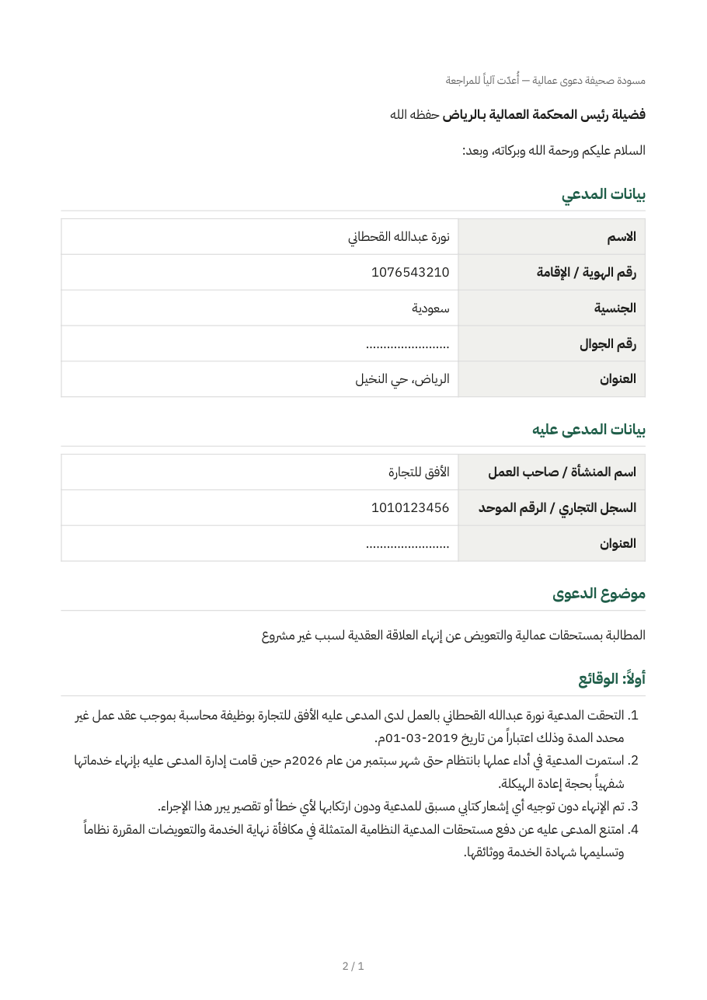 مسودة صحيفة دعوى عمالية — أُعدّت آلياً للمراجعة
فضيلة رئيس المحكمة العمالية بـالرياض حفظه الله
السلام عليكم ورحمة الله وبركاته، وبعد:
بيانات المدعي
الاسم نورة عبدالله القحطاني
رقم الهوية / الإقامة 1076543210
الجنسية سعودية
رقم الجوال ........................
العنوان الرياض، حي النخيل
بيانات المدعى عليه
اسم المنشأة / صاحب العمل الأفق للتجارة
السجل التجاري / الرقم الموحد 1010123456
العنوان ........................
موضوع الدعوى
المطالبة بمستحقات عمالية والتعويض عن إنهاء العلاقة العقدية لسبب غير مشروع
أولاً: الوقائع
1. التحقت المدعية نورة عبدالله القحطاني بالعمل لدى المدعى عليه الأفق للتجارة بوظيفة محاسبة بموجب عقد عمل غير
محدد المدة وذلك اعتباراً من تاريخ 2019-03-01م.
2. استمرت المدعية في أداء عملها بانتظام حتى شهر سبتمبر من عام 2026م حين قامت إدارة المدعى عليه بإنهاء خدماتها
شفهياً بحجة إعادة الهيكلة.
3. تم الإنهاء دون توجيه أي إشعار كتابي مسبق للمدعية ودون ارتكابها لأي خطأ أو تقصير يبرر هذا الإجراء.
4. امتنع المدعى عليه عن دفع مستحقات المدعية النظامية المتمثلة في مكافأة نهاية الخدمة والتعويضات المقررة نظاماً
وتسليمها شهادة الخدمة ووثائقها.
1 / 2